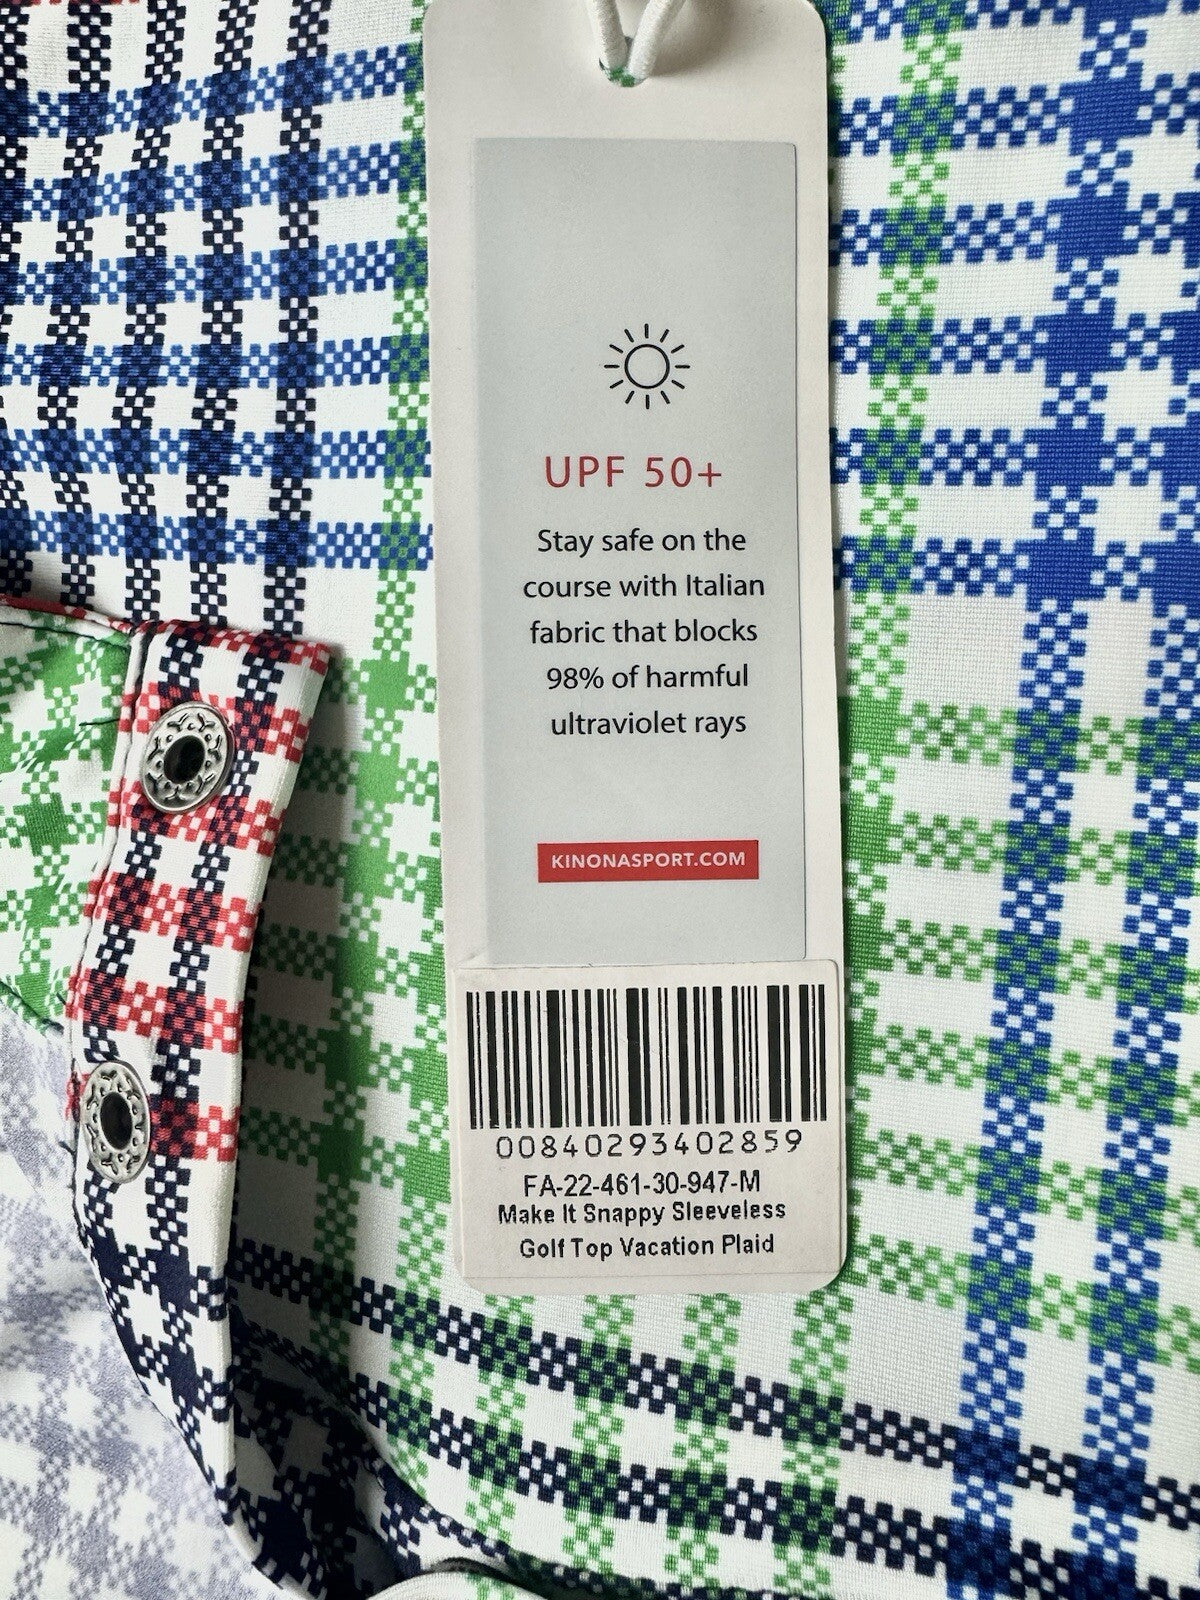 UPF 50+
Stay safe on the
course with Italian
fabric that blocks
98% of harmful
ultraviolet rays
KINONASPORT.COM
00840293402859
FA-22-461-30-947-M
Make It Snappy Sleeveless
Golf Top Vacation Plaid